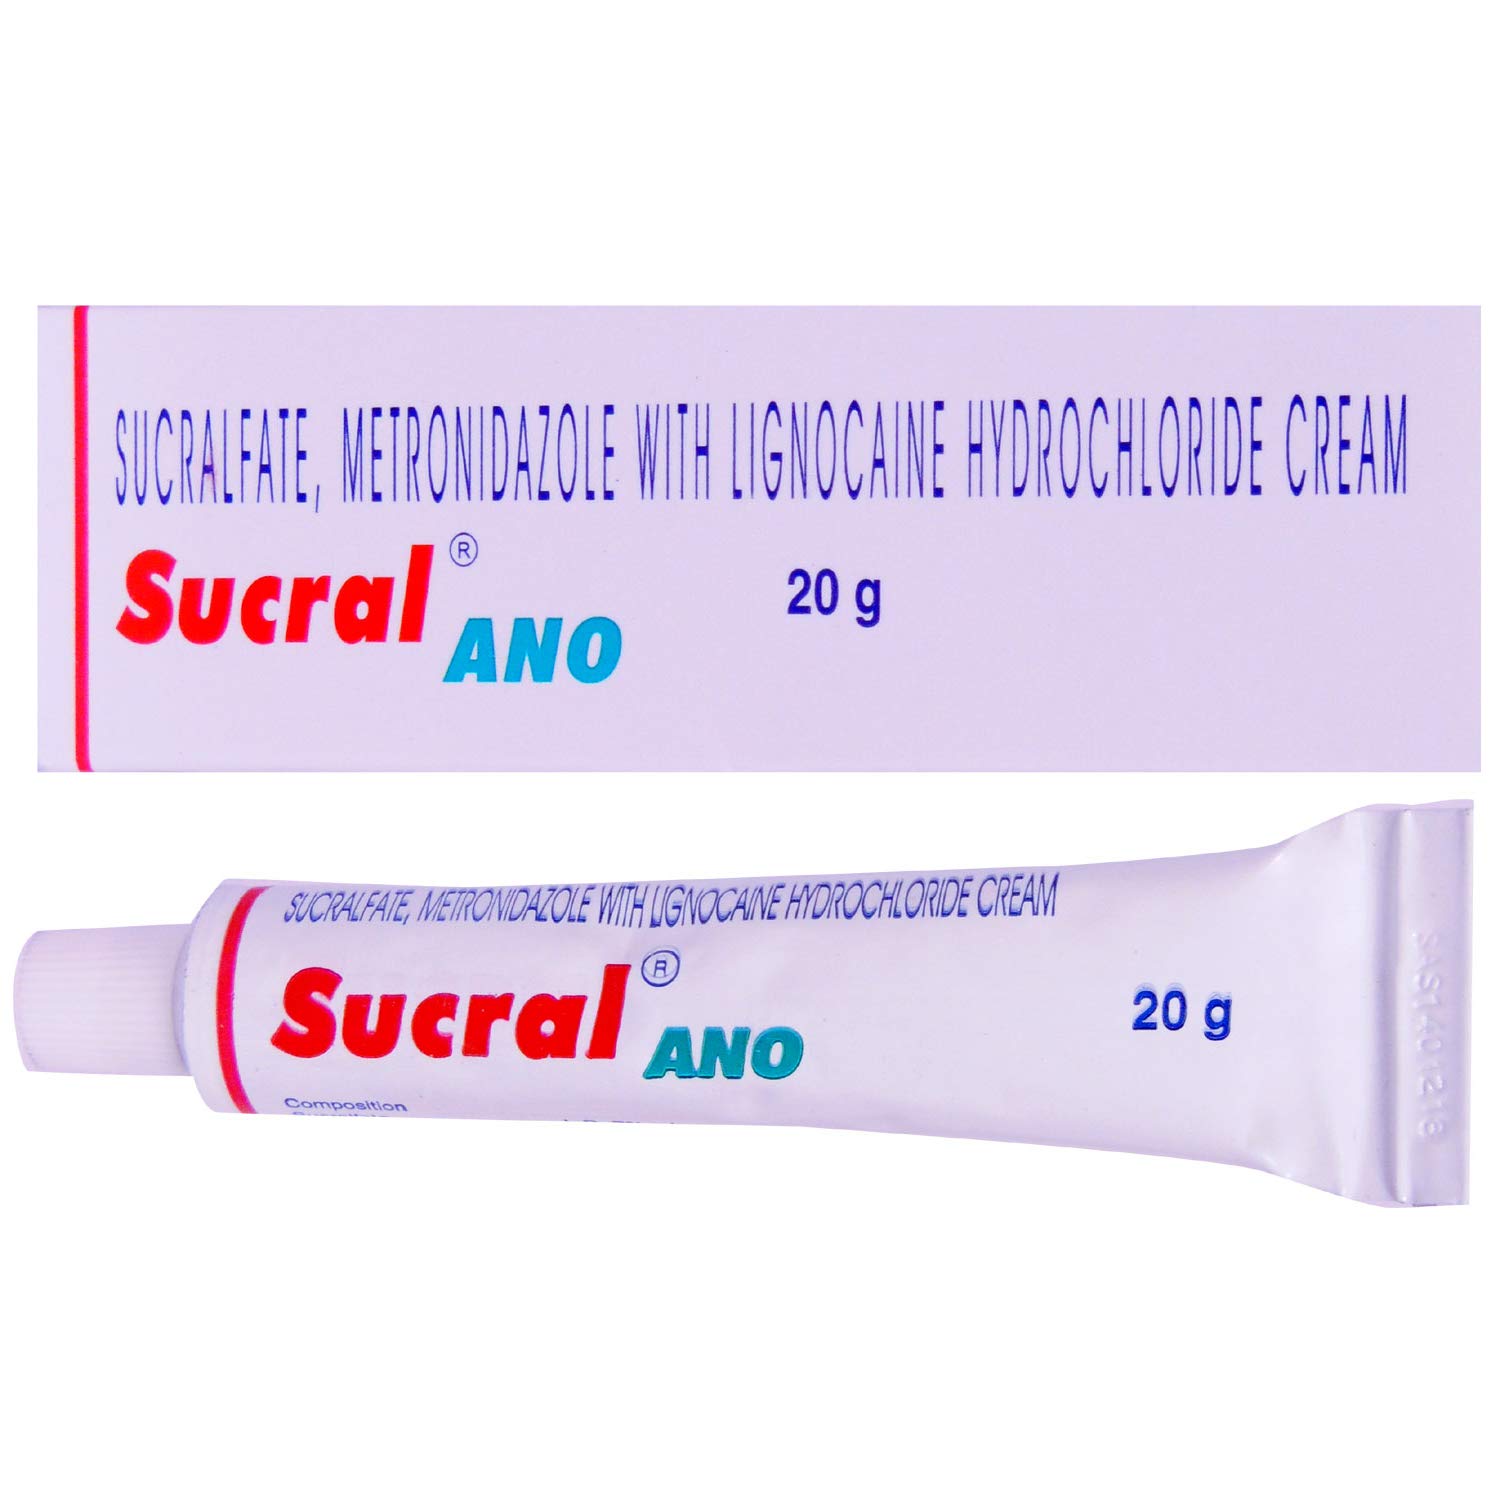 SUCRALFATE, METRONIDAZOLE WITH LIGNOCAINE HYDROCHLORIDE CREAM
Sucral® ANO 20 g
SUCRALFATE, METRONIDAZOLE WITH LIGNOCAINE HYDROCHLORIDE CREAM
Sucral® ANO 20 g
Composition